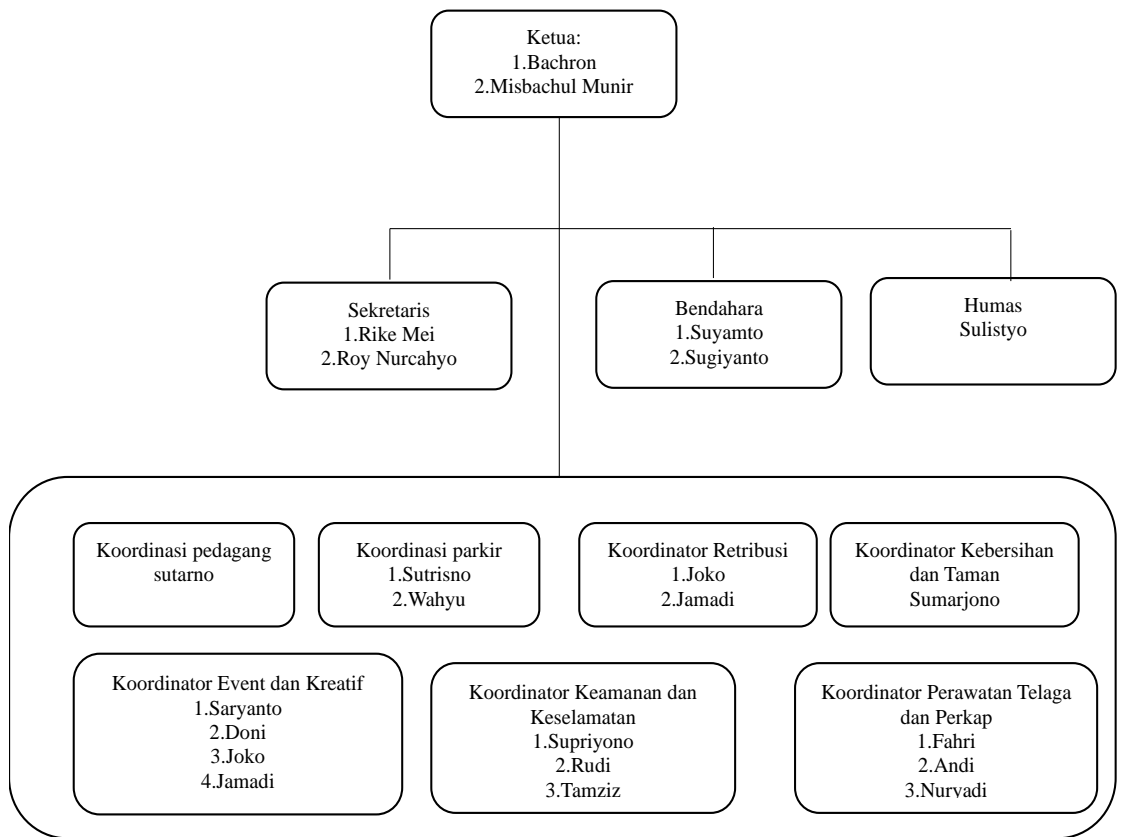 Ketua:
1.Bachron
2.Misbachul Munir
Sekretaris
1.Rike Mei
2.Roy Nurcahyo
Bendahara
1.Suyamto
2.Sugiyanto
Humas
Sulistyo
Koordinasi pedagang
sutarno
Koordinasi parkir
1.Sutrisno
2.Wahyu
Koordinator Retribusi
1.Joko
2.Jamadi
Koordinator Kebersihan
dan Taman
Sumarjono
Koordinator Event dan Kreatif
1.Saryanto
2.Doni
3.Joko
4.Jamadi
Koordinator Keamanan dan
Keselamatan
1.Supriyono
2.Rudi
3.Tamziz
Koordinator Perawatan Telaga
dan Perkap
1.Fahri
2.Andi
3.Nuryadi